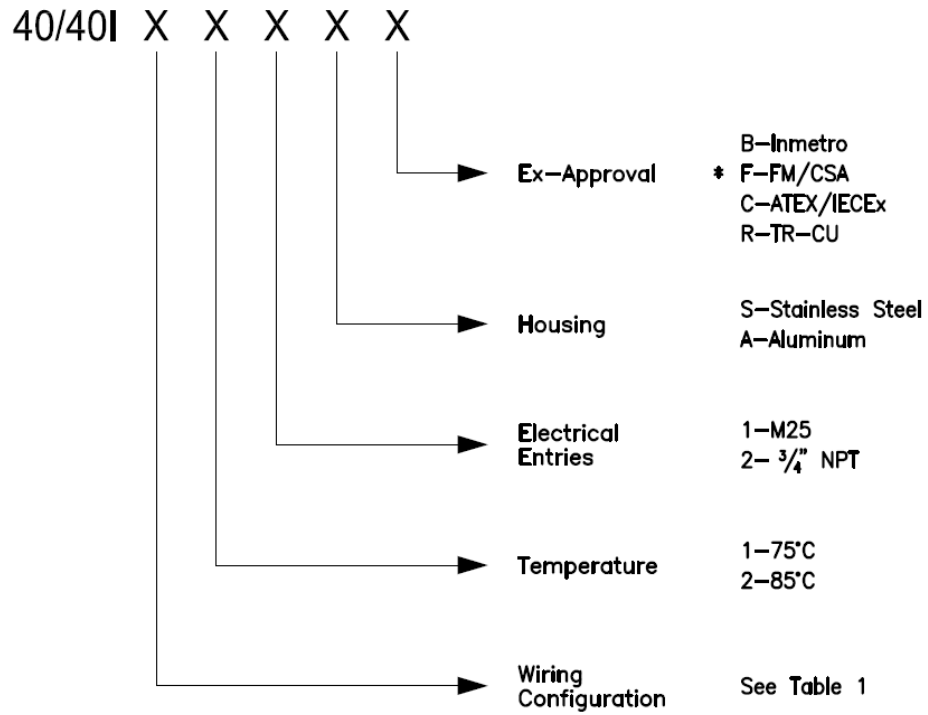 40/40I X X X X X
Ex-Approval
B-Inmetro
* F-FM/CSA
C-ATEX/IECEx
R-TR-CU
Housing
S-Stainless Steel
A-Aluminum
Electrical
Entries
1-M25
2- 3/4" NPT
Temperature
1-75°C
2-85°C
Wiring
Configuration
See Table 1